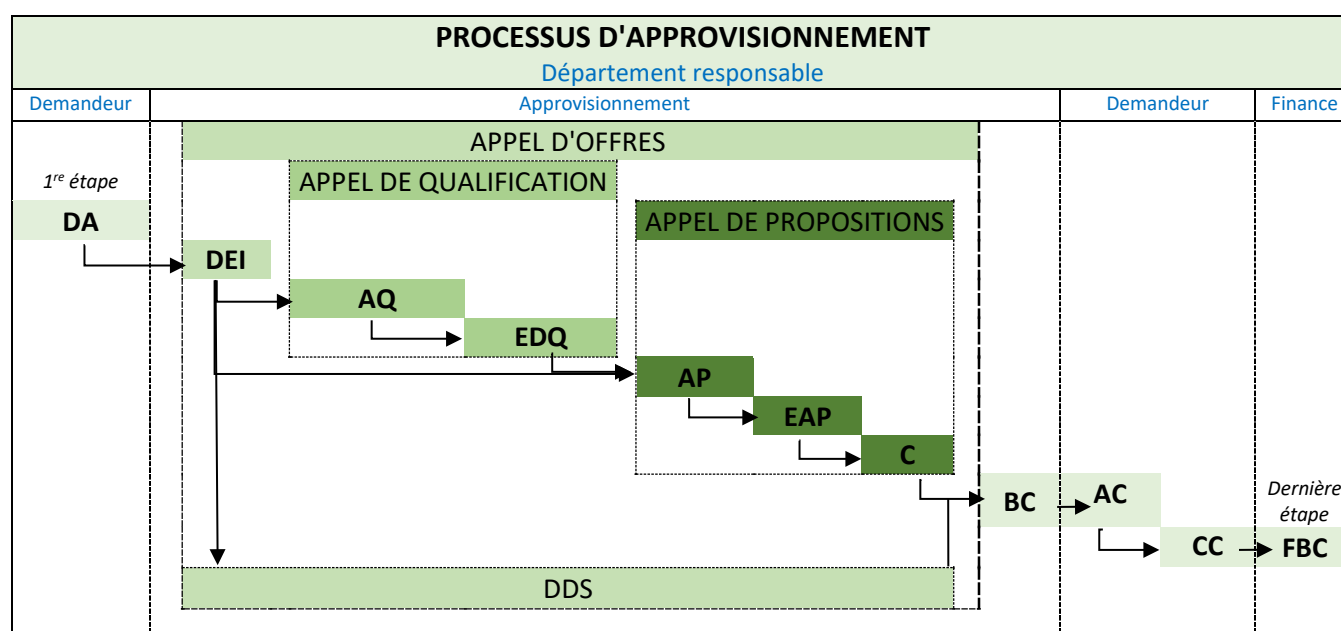 PROCESSUS D'APPROVISIONNEMENT
Département responsable
Demandeur
Approvisionnement
Demandeur
Finance
APPEL D'OFFRES
1re étape
APPEL DE QUALIFICATION
DA
APPEL DE PROPOSITIONS
DEI
AQ
EDQ
AP
EAP
C
BC
AC
Dernière
étape
CC
FBC
DDS